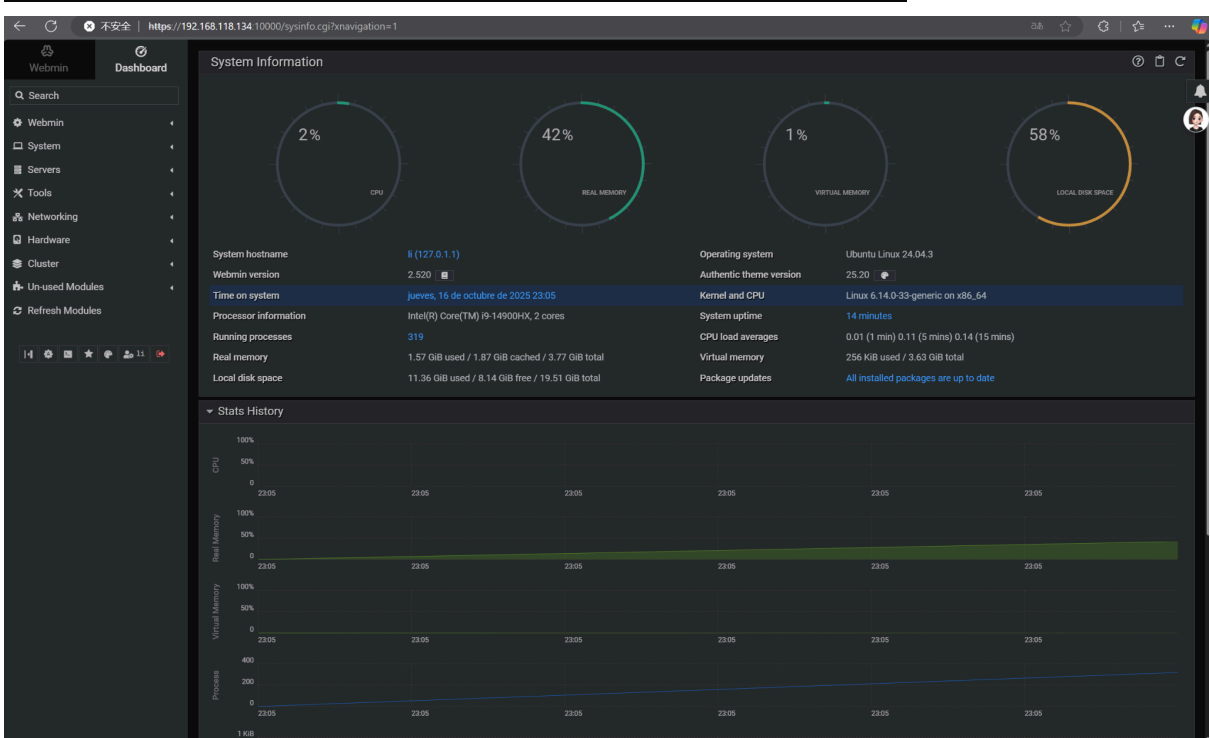 不安全 | https://192.168.118.134:10000/sysinfo.cgi?xnavigation=1
Webmin
Dashboard
Search
Webmin
System
Servers
Tools
Networking
Hardware
Cluster
Un-used Modules
Refresh Modules
11
System Information
2%
CPU
42%
REAL MEMORY
1%
VIRTUAL MEMORY
58%
LOCAL DISK SPACE
System hostname li (127.0.1.1) Operating system Ubuntu Linux 24.04.3
Webmin version 2.520 Authentic theme version 25.20
Time on system jueves, 16 de octubre de 2025 23:05 Kernel and CPU Linux 6.14.0-33-generic on x86_64
Processor information Intel(R) Core(TM) i9-14900HX, 2 cores System uptime 14 minutes
Running processes 319 CPU load averages 0.01 (1 min) 0.11 (5 mins) 0.14 (15 mins)
Real memory 1.57 GiB used / 1.87 GiB cached / 3.77 GiB total Virtual memory 256 KiB used / 3.63 GiB total
Local disk space 11.36 GiB used / 8.14 GiB free / 19.51 GiB total Package updates All installed packages are up to date
Stats History
CPU
100%
50%
0
23:05 23:05 23:05 23:05 23:05 23:05
Real Memory
100%
50%
0
23:05 23:05 23:05 23:05 23:05 23:05
Virtual Memory
100%
50%
0
23:05 23:05 23:05 23:05 23:05 23:05
Process
400
200
0
23:05 23:05 23:05 23:05 23:05 23:05
1 KiB